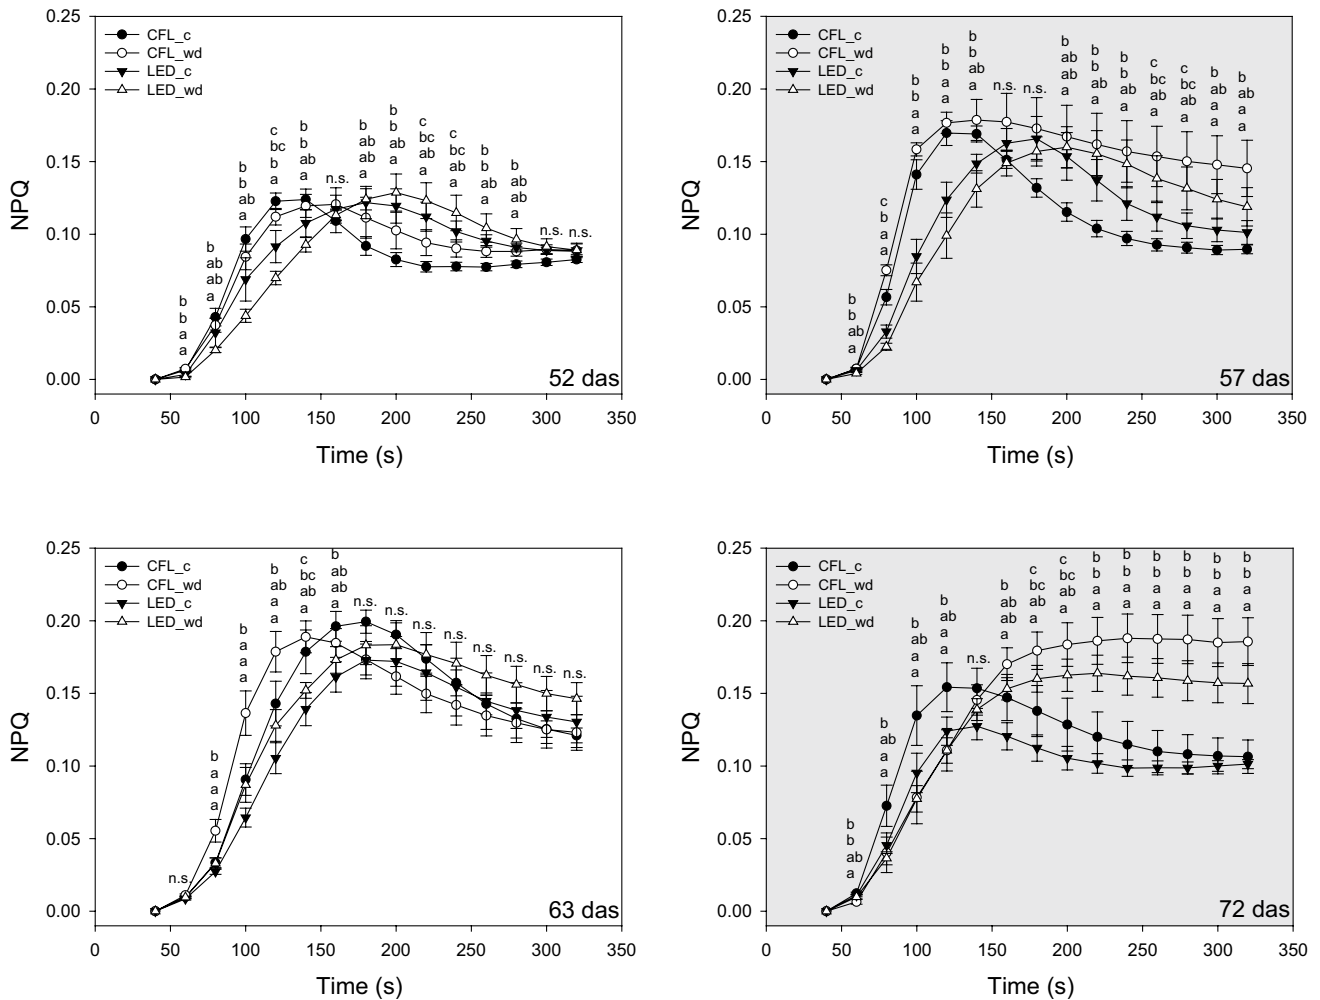 0.25
0.20
0.15
0.10
0.05
0.00
NPQ
CFL_c
CFL_wd
LED_c
LED_wd
b
b
a
a
b
ab
ab
a
b
b
ab
a
c
bc
b
a
b
b
ab
a
n.s.
b
ab
ab
a
b
b
ab
a
c
bc
ab
a
c
bc
ab
a
b
b
ab
a
b
ab
ab
a
n.s.
n.s.
52 das
0 50 100 150 200 250 300 350
Time (s)
0.25
0.20
0.15
0.10
0.05
0.00
NPQ
CFL_c
CFL_wd
LED_c
LED_wd
b
b
ab
a
c
b
a
a
b
b
a
a
b
b
a
a
b
b
ab
a
n.s.
n.s.
b
ab
ab
a
b
b
ab
a
b
b
ab
a
c
bc
ab
a
c
bc
ab
a
b
ab
a
b
ab
a
57 das
0 50 100 150 200 250 300 350
Time (s)
0.25
0.20
0.15
0.10
0.05
0.00
NPQ
CFL_c
CFL_wd
LED_c
LED_wd
n.s.
b
a
a
a
b
a
a
a
b
ab
a
a
c
bc
ab
a
b
ab
ab
a
n.s.
n.s.
n.s.
n.s.
n.s.
n.s.
n.s.
n.s.
63 das
0 50 100 150 200 250 300 350
Time (s)
0.25
0.20
0.15
0.10
0.05
0.00
NPQ
CFL_c
CFL_wd
LED_c
LED_wd
b
b
ab
a
b
ab
a
a
b
ab
ab
a
b
ab
a
a
n.s.
b
ab
ab
a
c
bc
ab
a
c
bc
ab
a
b
b
a
a
b
b
a
a
b
b
a
a
b
b
a
a
b
b
a
a
b
b
a
a
72 das
0 50 100 150 200 250 300 350
Time (s)